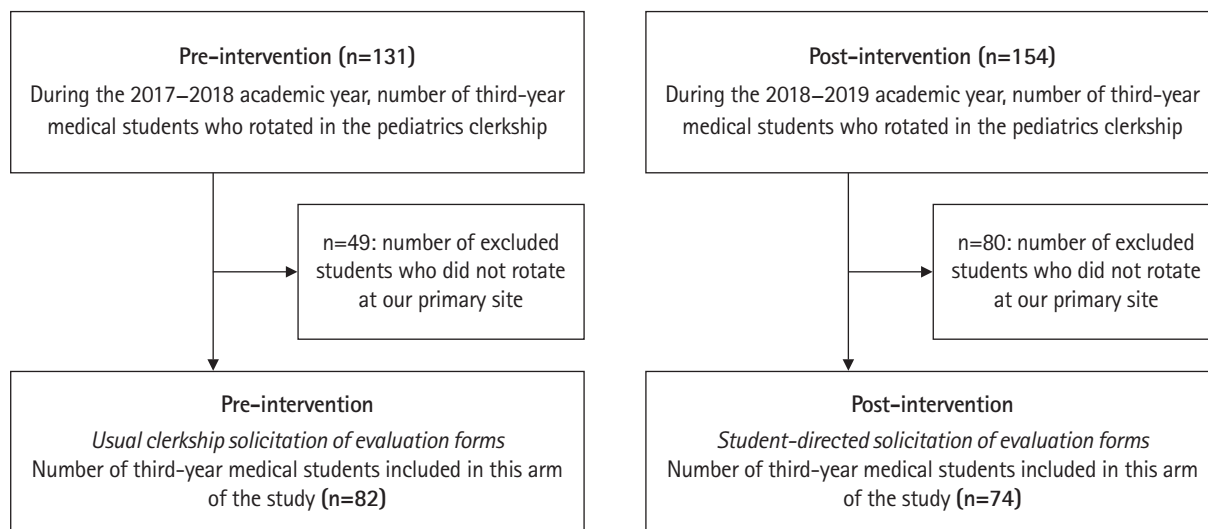 Pre-intervention (n=131)
During the 2017–2018 academic year, number of third-year
medical students who rotated in the pediatrics clerkship
n=49: number of excluded
students who did not rotate
at our primary site
Pre-intervention
Usual clerkship solicitation of evaluation forms
Number of third-year medical students included in this arm
of the study (n=82)
Post-intervention (n=154)
During the 2018–2019 academic year, number of third-year
medical students who rotated in the pediatrics clerkship
n=80: number of excluded
students who did not rotate
at our primary site
Post-intervention
Student-directed solicitation of evaluation forms
Number of third-year medical students included in this arm
of the study (n=74)